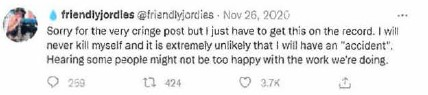 friendlyjordies @friendlyjordies · Nov 26, 2020
Sorry for the very cringe post but I just have to get this on the record. I will
never kill myself and it is extremely unlikely that I will have an "accident".
Hearing some people might not be too happy with the work we're doing.
269 424 3.7K